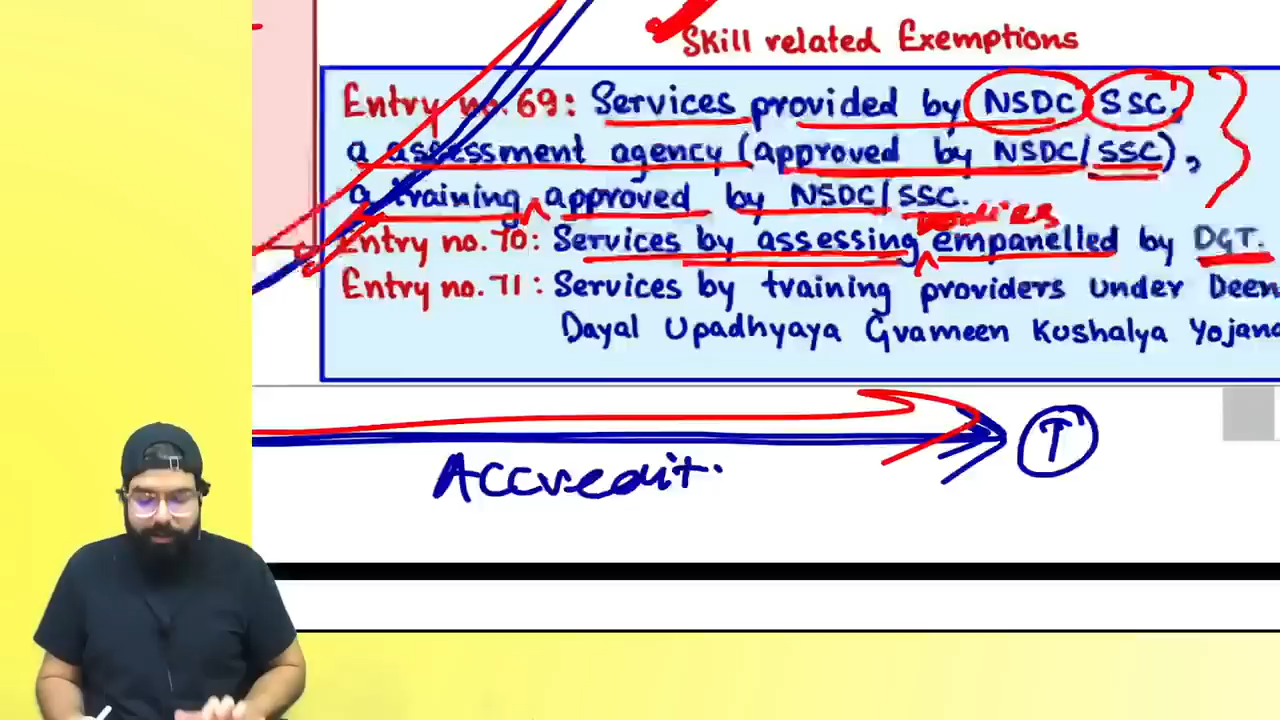 Skill related Exemptions
Entry no. 69: Services provided by NSDC, SSC,
a assessment agency (approved by NSDC/SSC),
a training ^ approved by NSDC/SSC.
bodies
Entry no. 70: Services by assessing ^ empanelled by DGT.
Entry no. 71: Services by training providers under Deen
Dayal Upadhyaya Grameen Kushalya Yojana
Accredit.
T